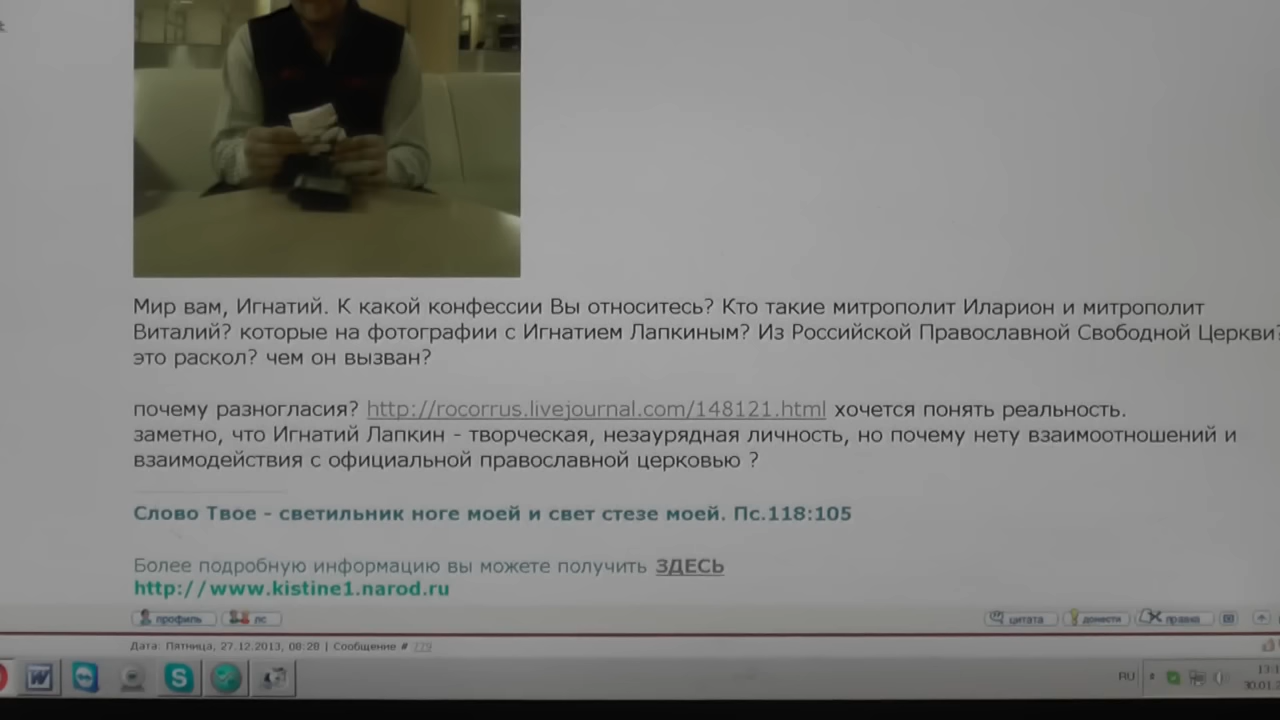 Мир вам, Игнатий. К какой конфессии Вы относитесь? Кто такие митрополит Иларион и митрополит
Виталий? которые на фотографии с Игнатием Лапкиным? Из Российской Православной Свободной Церкви?
это раскол? чем он вызван?
почему разногласия? http://rocorrus.livejournal.com/148121.html хочется понять реальность.
заметно, что Игнатий Лапкин - творческая, незаурядная личность, но почему нету взаимоотношений и
взаимодействия с официальной православной церковью ?
Слово Твое - светильник ноге моей и свет стезе моей. Пс.118:105
Более подробную информацию вы можете получить ЗДЕСЬ
http://www.kistine1.narod.ru
профиль лс цитата донести правка
Дата: Пятница, 27.12.2013, 08:28 | Сообщение # 779
RU